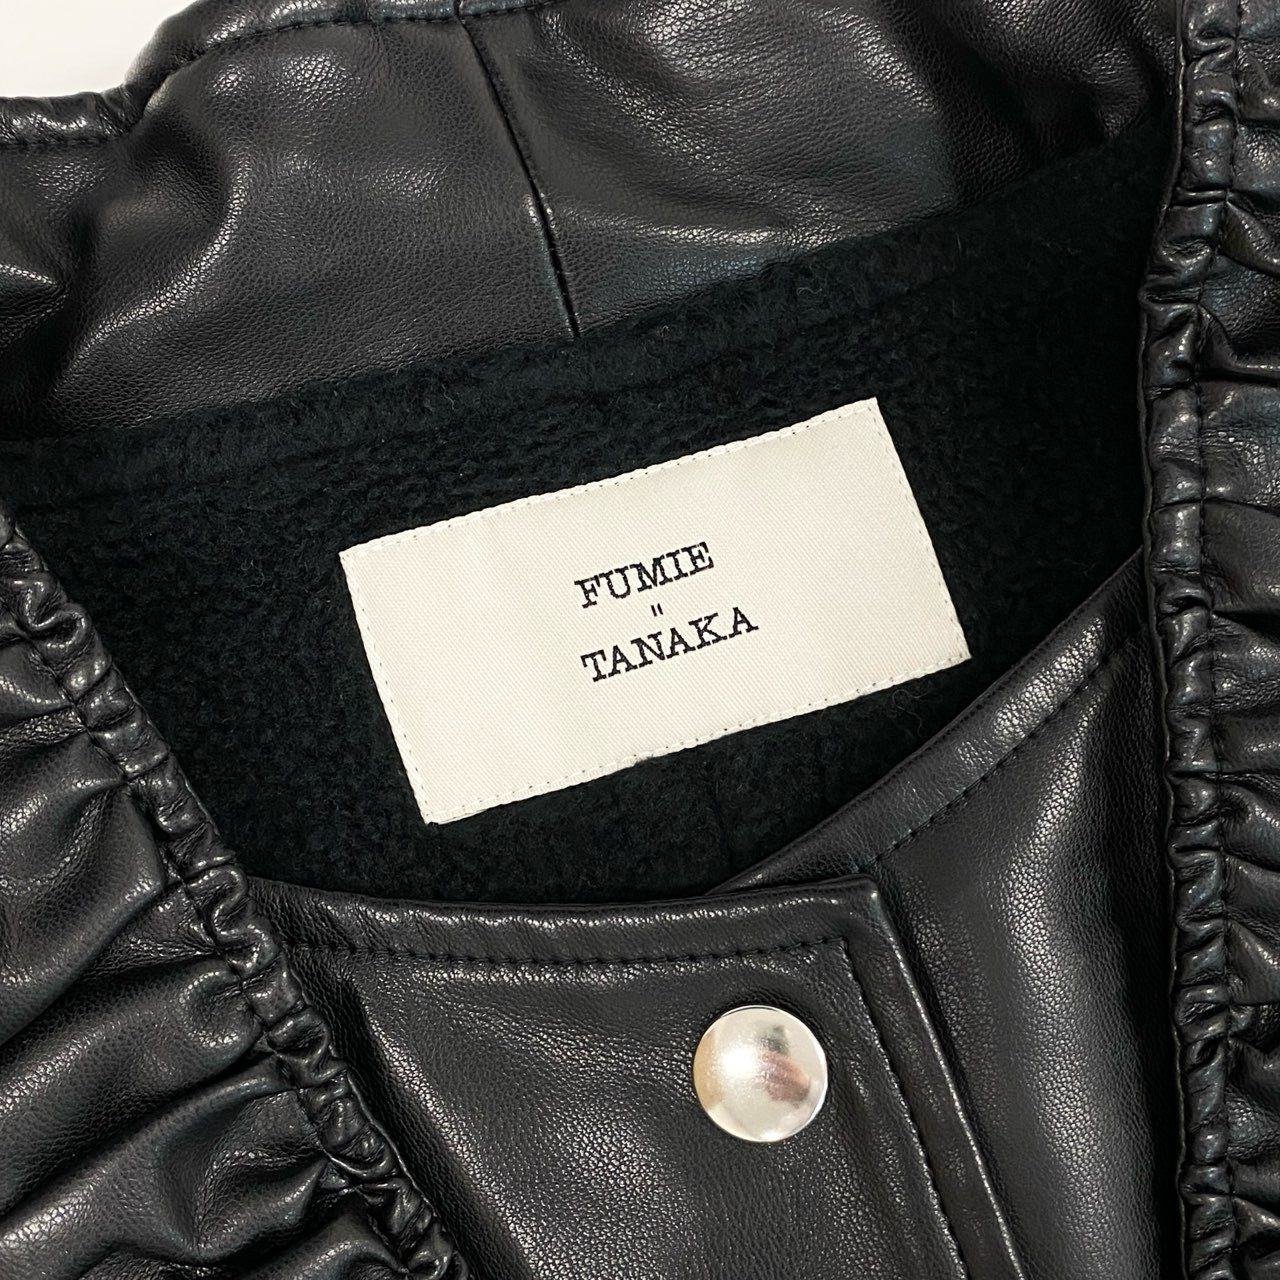 FUMIE
"
TANAKA